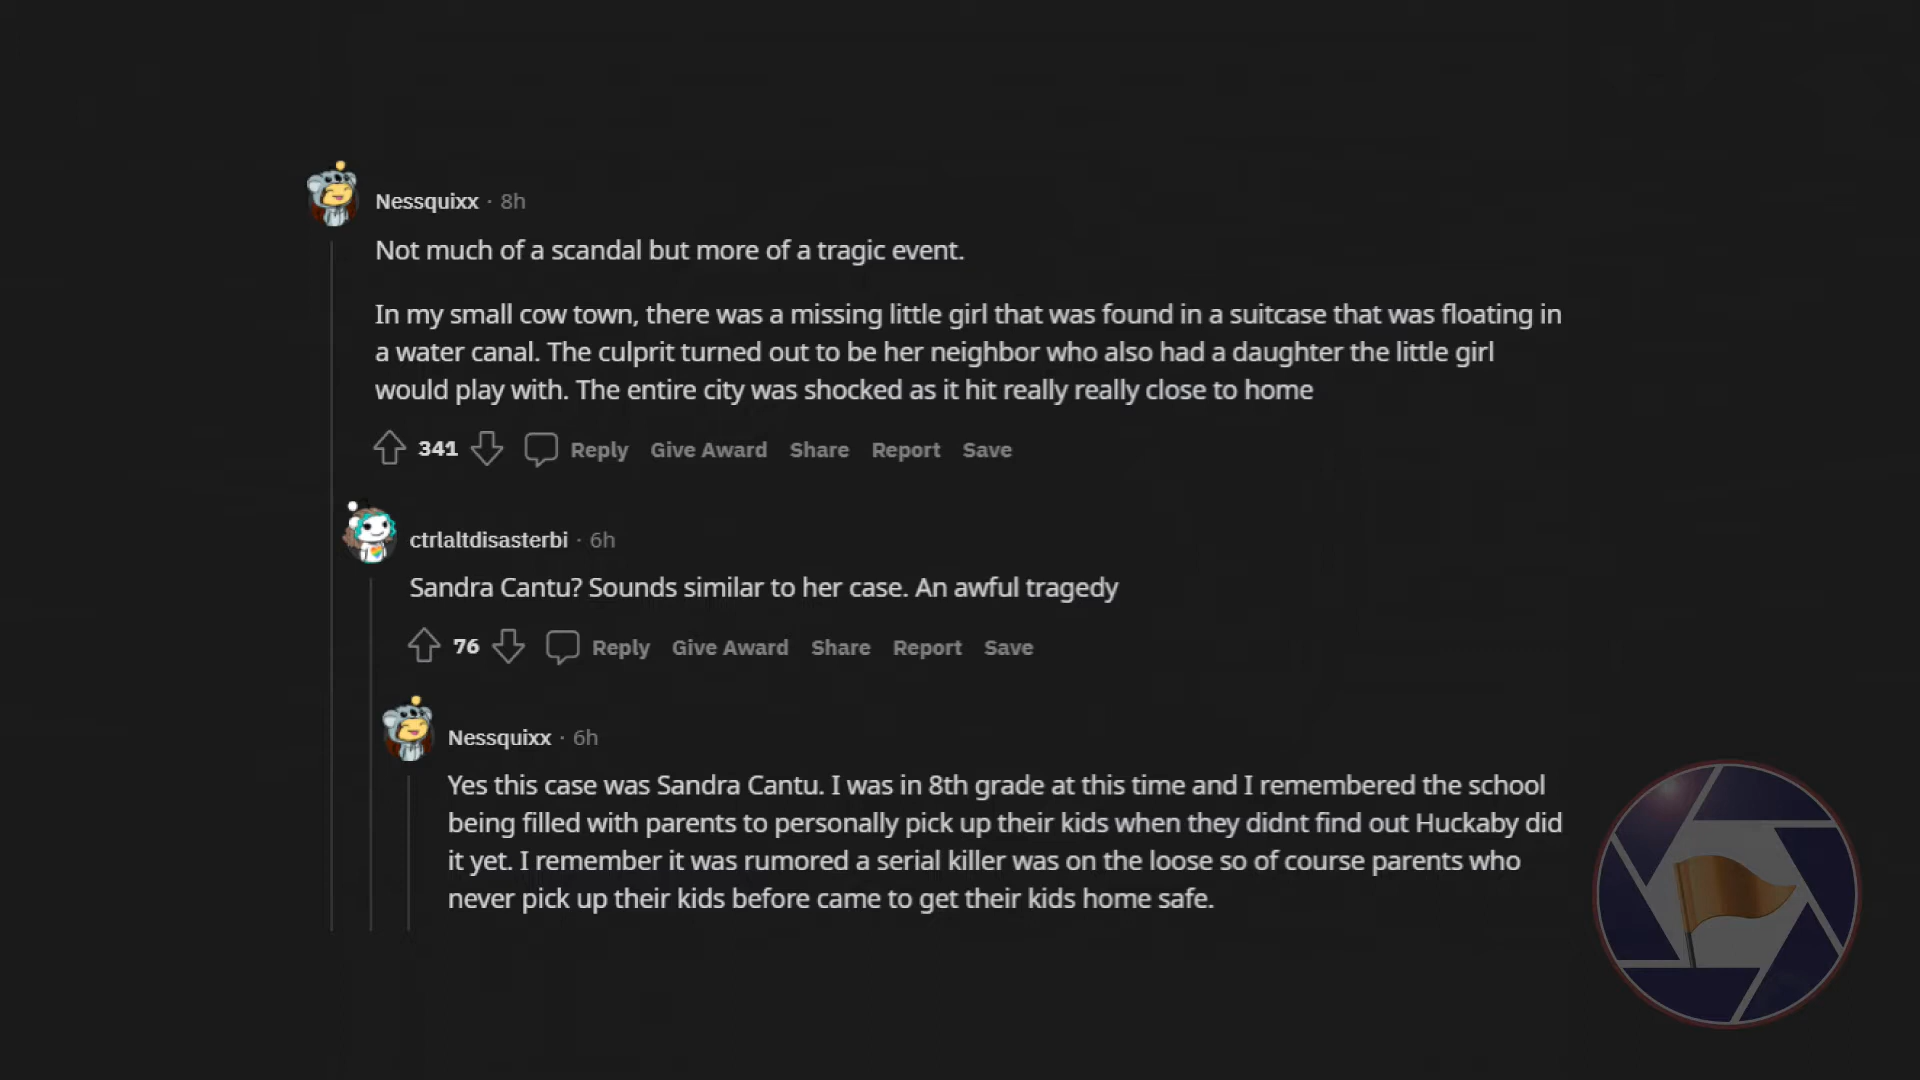 Nessquixx · 8h
Not much of a scandal but more of a tragic event.
In my small cow town, there was a missing little girl that was found in a suitcase that was floating in
a water canal. The culprit turned out to be her neighbor who also had a daughter the little girl
would play with. The entire city was shocked as it hit really really close to home
341 Reply Give Award Share Report Save
ctrlaltdisasterbi · 6h
Sandra Cantu? Sounds similar to her case. An awful tragedy
76 Reply Give Award Share Report Save
Nessquixx · 6h
Yes this case was Sandra Cantu. I was in 8th grade at this time and I remembered the school
being filled with parents to personally pick up their kids when they didnt find out Huckaby did
it yet. I remember it was rumored a serial killer was on the loose so of course parents who
never pick up their kids before came to get their kids home safe.